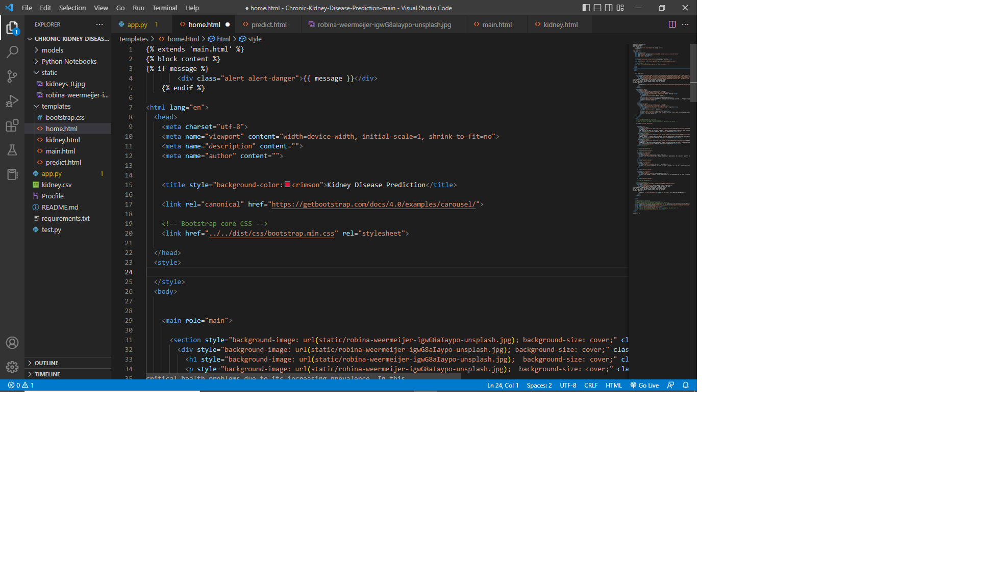 File Edit Selection View Go Run Terminal Help
● home.html - Chronic-Kidney-Disease-Prediction-main - Visual Studio Code
EXPLORER ···
CHRONIC-KIDNEY-DISEAS...
models
Python Notebooks
static
kidneys_0.jpg
robina-weermeijer-i...
templates
# bootstrap.css
<> home.html
<> kidney.html
<> main.html
<> predict.html
app.py 1
kidney.csv
Procfile
README.md
requirements.txt
test.py
OUTLINE
TIMELINE
1
app.py 1
<> home.html ●
<> predict.html
robina-weermeijer-igwG8aIaypo-unsplash.jpg
<> main.html
<> kidney.html
···
templates > <> home.html > html > style
1 {% extends 'main.html' %}
2 {% block content %}
3 {% if message %}
4 <div class="alert alert-danger">{{ message }}</div>
5 {% endif %}
6
7 <html lang="en">
8 <head>
9 <meta charset="utf-8">
10 <meta name="viewport" content="width=device-width, initial-scale=1, shrink-to-fit=no">
11 <meta name="description" content="">
12 <meta name="author" content="">
13
14
15 <title style="background-color:crimson">Kidney Disease Prediction</title>
16
17 <link rel="canonical" href="https://getbootstrap.com/docs/4.0/examples/carousel/">
18
19 <!-- Bootstrap core CSS -->
20 <link href="../../dist/css/bootstrap.min.css" rel="stylesheet">
21
22 </head>
23 <style>
24
25 </style>
26 <body>
27
28
29 <main role="main">
30
31 <section style="background-image: url(static/robina-weermeijer-igwG8aIaypo-unsplash.jpg); background-size: cover;" cl
32 <div style="background-image: url(static/robina-weermeijer-igwG8aIaypo-unsplash.jpg); background-size: cover;" clas
33 <h1 style="background-image: url(static/robina-weermeijer-igwG8aIaypo-unsplash.jpg);  background-size: cover;" cl
34 <p style="background-image: url(static/robina-weermeijer-igwG8aIaypo-unsplash.jpg);  background-size: cover;" cla
35 critical health problems due to its increasing prevalence. In this
0 1
Ln 24, Col 1 Spaces: 2 UTF-8 CRLF HTML Go Live